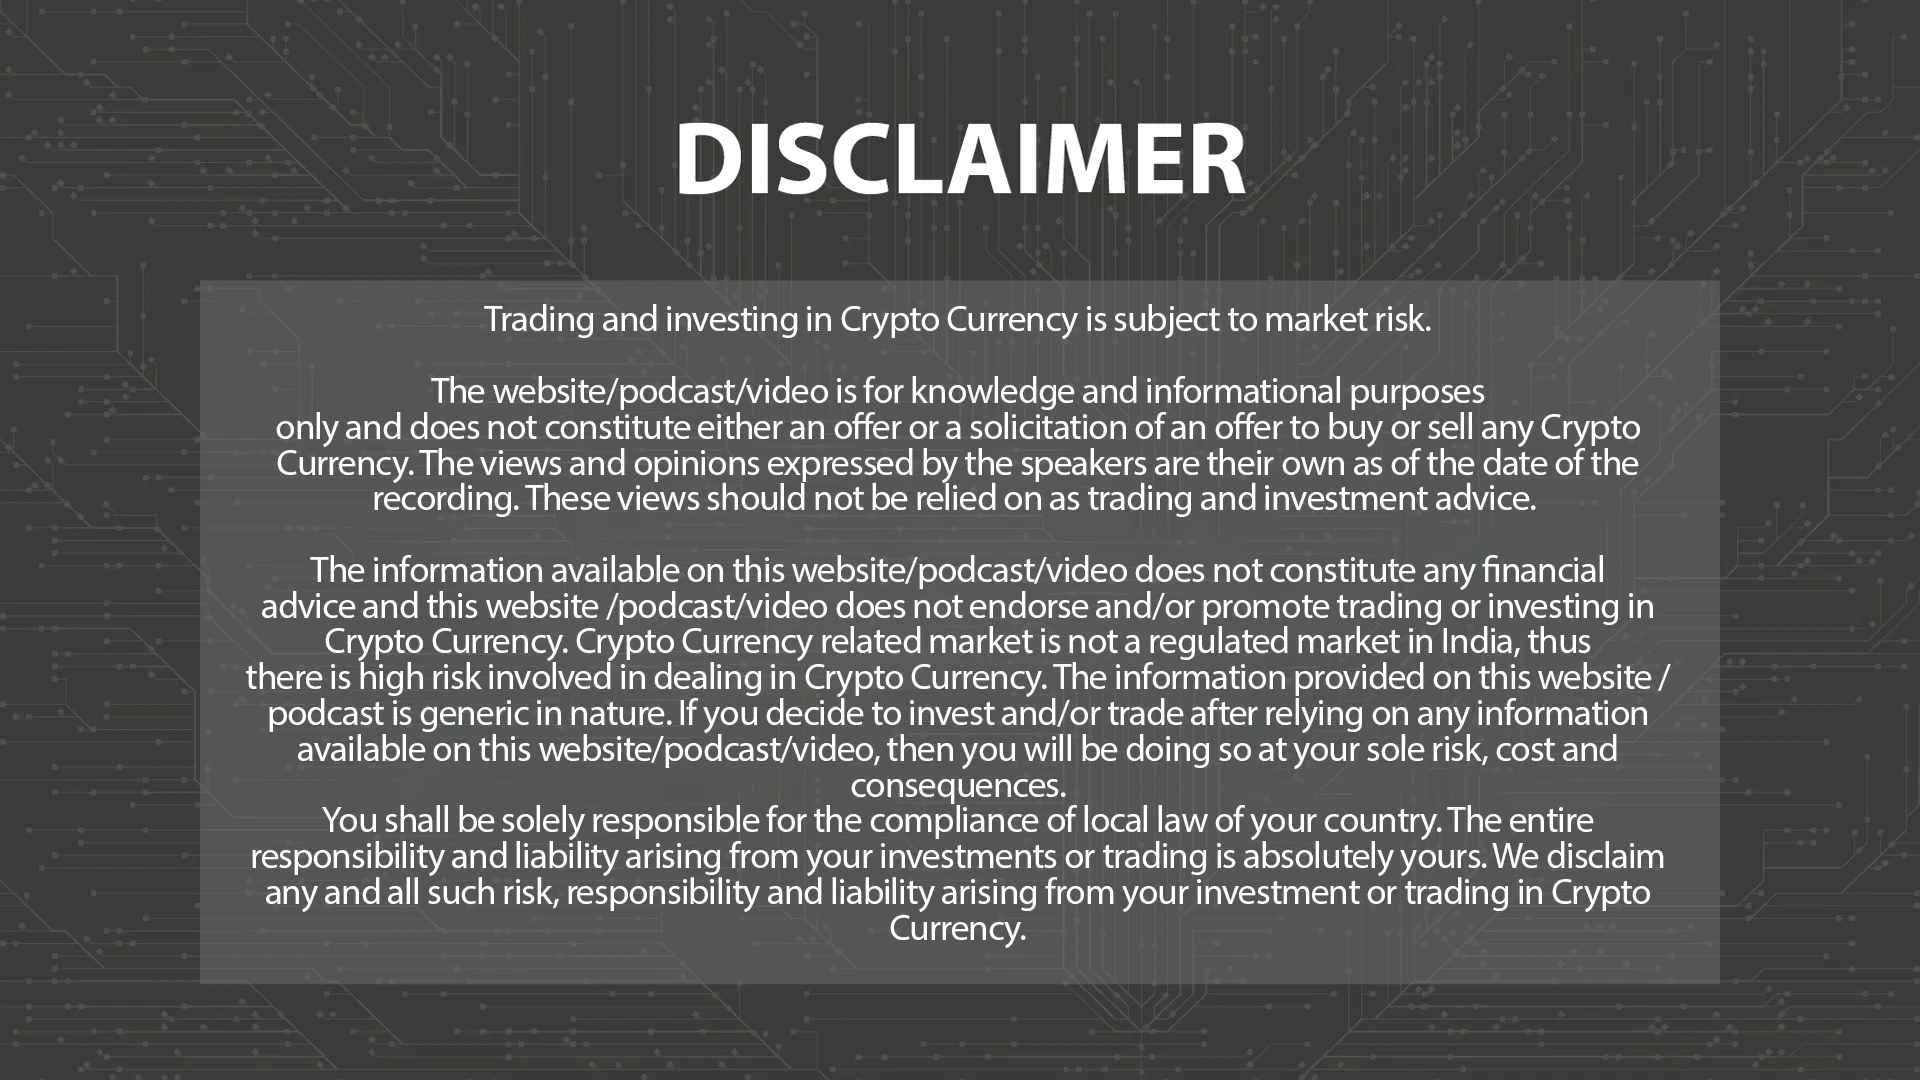 DISCLAIMER
Trading and investing in Crypto Currency is subject to market risk.
The website/podcast/video is for knowledge and informational purposes
only and does not constitute either an offer or a solicitation of an offer to buy or sell any Crypto
Currency. The views and opinions expressed by the speakers are their own as of the date of the
recording. These views should not be relied on as trading and investment advice.
The information available on this website/podcast/video does not constitute any financial
advice and this website /podcast/video does not endorse and/or promote trading or investing in
Crypto Currency. Crypto Currency related market is not a regulated market in India, thus
there is high risk involved in dealing in Crypto Currency. The information provided on this website /
podcast is generic in nature. If you decide to invest and/or trade after relying on any information
available on this website/podcast/video, then you will be doing so at your sole risk, cost and
consequences.
You shall be solely responsible for the compliance of local law of your country. The entire
responsibility and liability arising from your investments or trading is absolutely yours. We disclaim
any and all such risk, responsibility and liability arising from your investment or trading in Crypto
Currency.